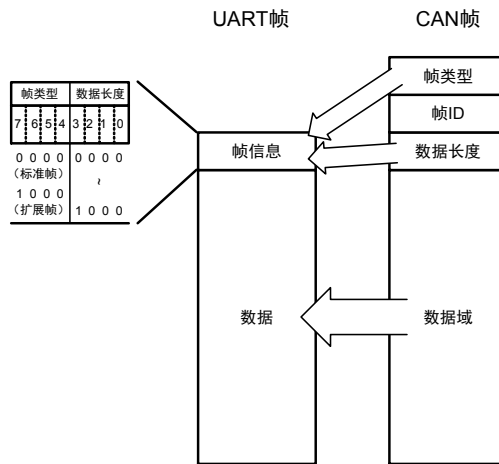 UART帧 CAN帧
帧类型
帧类型 数据长度
帧ID
7 6 5 4 3 2 1 0
帧信息 数据长度
0 0 0 0 0 0 0 0
(标准帧) ~
1 0 0 0
(扩展帧) 1 0 0 0
数据 数据域